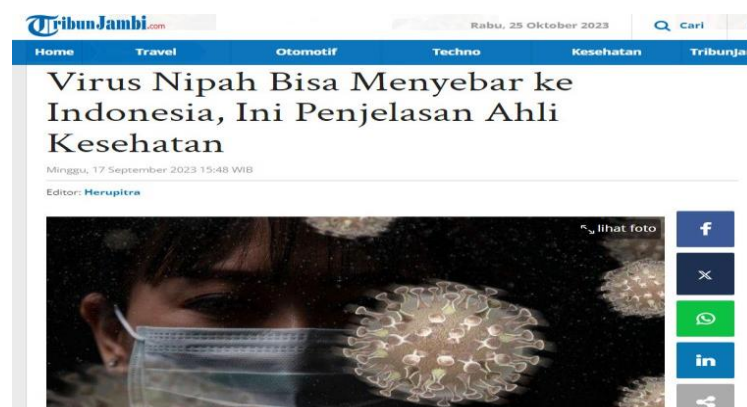 TribunJambi.com
Rabu, 25 Oktober 2023
Cari
Home Travel Otomotif Techno Kesehatan TribunJa
Virus Nipah Bisa Menyebar ke
Indonesia, Ini Penjelasan Ahli
Kesehatan
Minggu, 17 September 2023 15:48 WIB
Editor: Herupitra
lihat foto